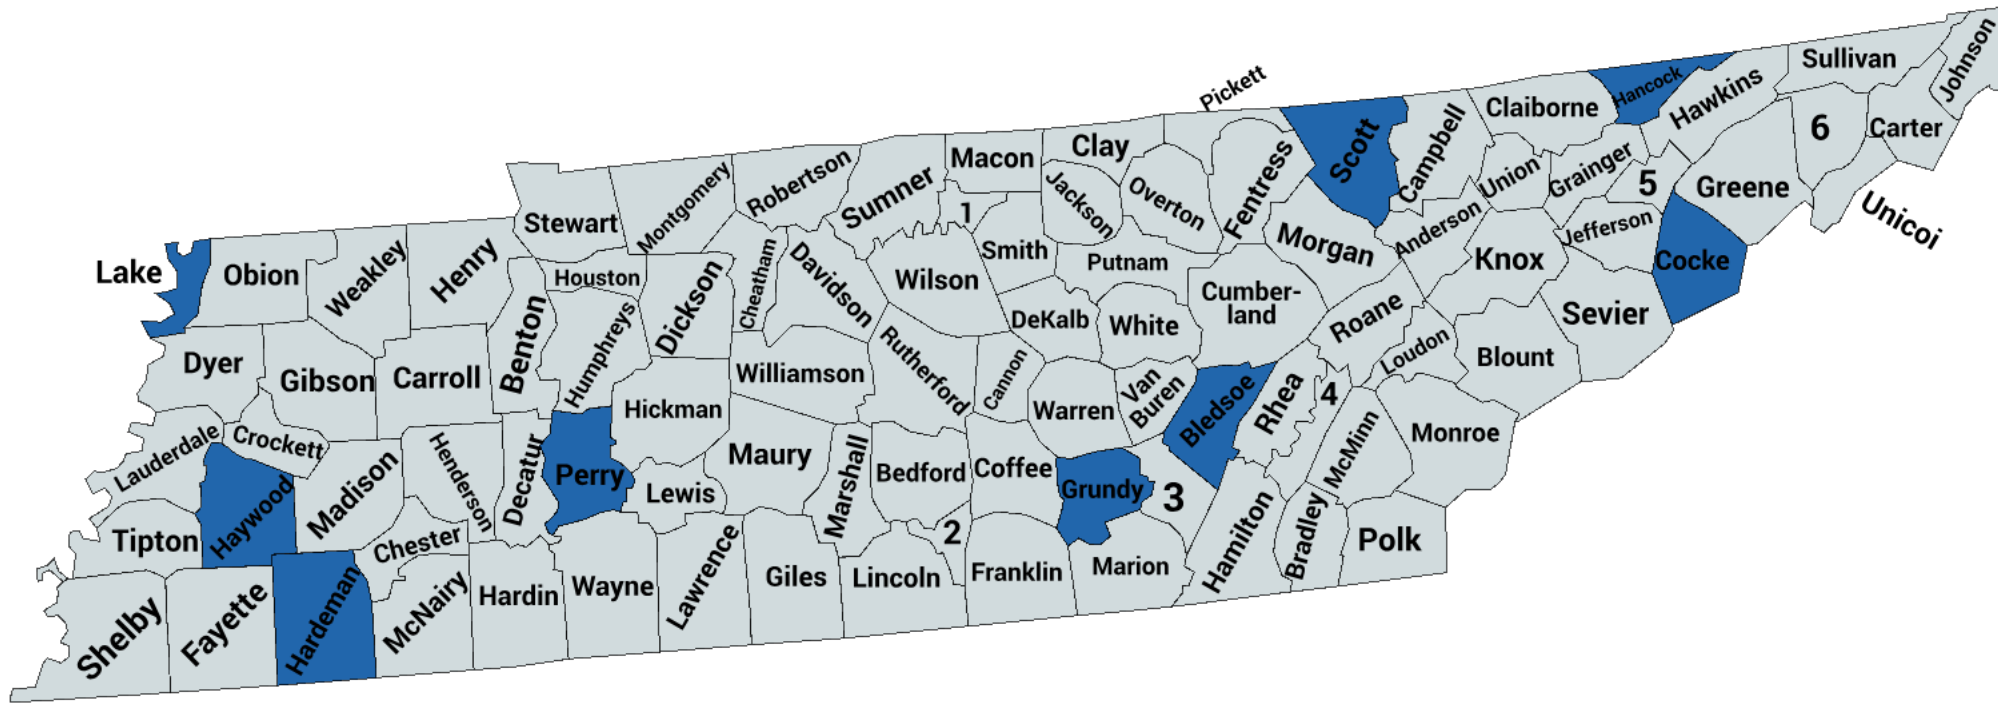 Pickett
Sullivan
Johnson
Hancock
Hawkins
Claiborne
6
Carter
Scott
Campbell
Clay
Macon
Fentress
Union
Grainger
5
Greene
Unicoi
Robertson
Sumner
1
Jackson
Overton
Montgomery
Stewart
Morgan
Anderson
Jefferson
Knox
Cocke
Lake
Obion
Weakley
Henry
Houston
Dickson
Cheatham
Davidson
Wilson
Smith
Putnam
Cumber-
land
Roane
Sevier
Benton
Humphreys
DeKalb
White
Loudon
Blount
Dyer
Gibson
Carroll
Williamson
Rutherford
Cannon
Warren
Van
Buren
Bledsoe
Rhea
4
McMinn
Monroe
Lauderdale
Crockett
Madison
Henderson
Decatur
Perry
Hickman
Lewis
Maury
Marshall
Bedford
Coffee
Grundy
3
Tipton
Haywood
Chester
2
Hamilton
Bradley
Polk
Shelby
Fayette
Hardeman
McNairy
Hardin
Wayne
Lawrence
Giles
Lincoln
Franklin
Marion